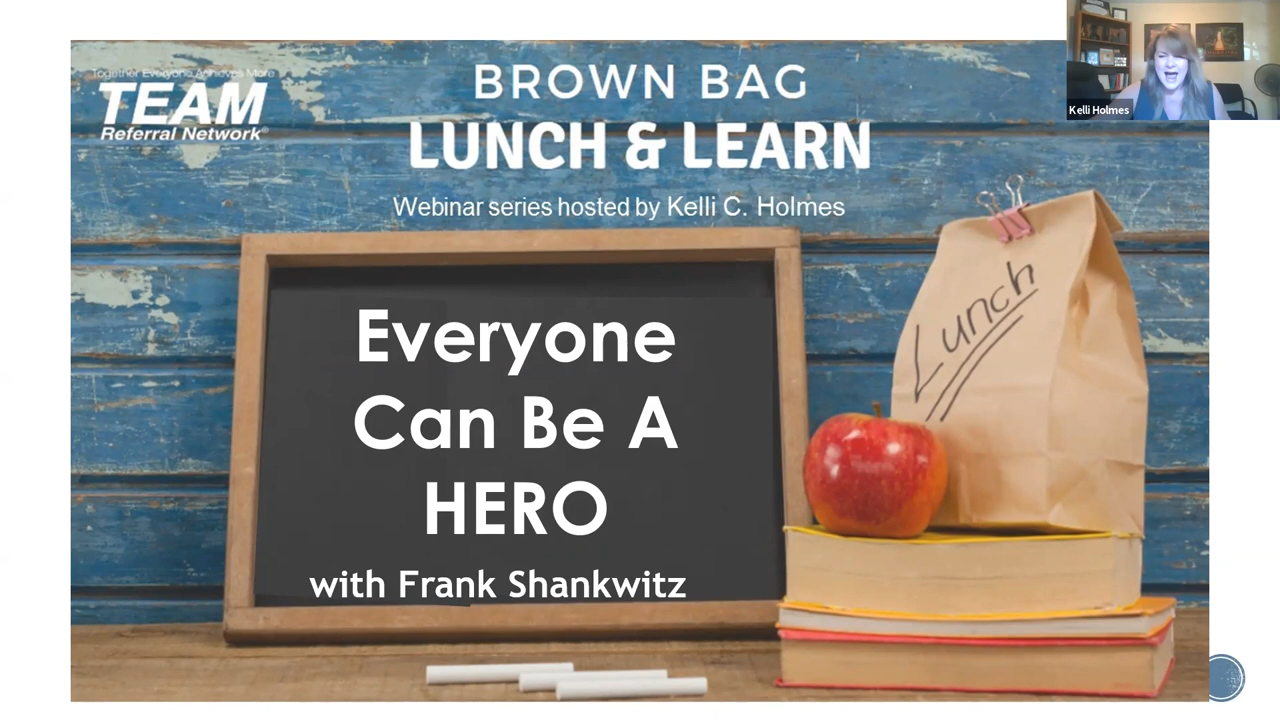 Together Everyone Achieves More
TEAM
Referral Network
BROWN BAG
LUNCH & LEARN
Webinar series hosted by Kelli C. Holmes
Kelli Holmes
Lunch
Everyone
Can Be A
HERO
with Frank Shankwitz